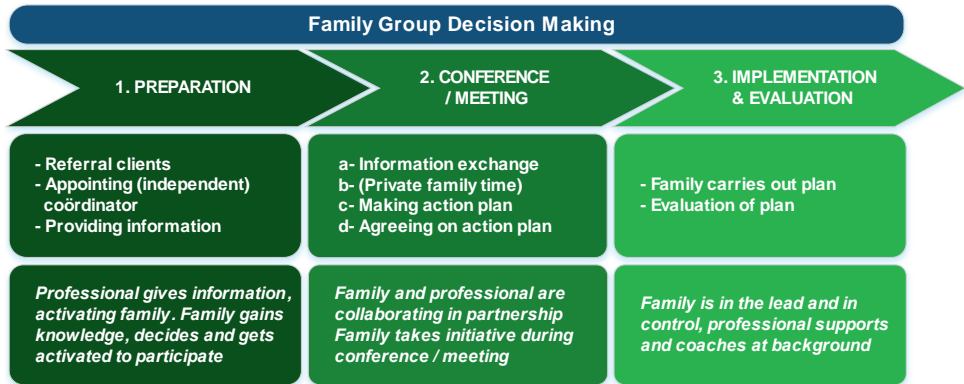 Family Group Decision Making
1. PREPARATION
2. CONFERENCE
/ MEETING
3. IMPLEMENTATION
& EVALUATION
- Referral clients
- Appointing (independent)
coördinator
- Providing information
a- Information exchange
b- (Private family time)
c- Making action plan
d- Agreeing on action plan
- Family carries out plan
- Evaluation of plan
Professional gives information,
activating family. Family gains
knowledge, decides and gets
activated to participate
Family and professional are
collaborating in partnership
Family takes initiative during
conference / meeting
Family is in the lead and in
control, professional supports
and coaches at background